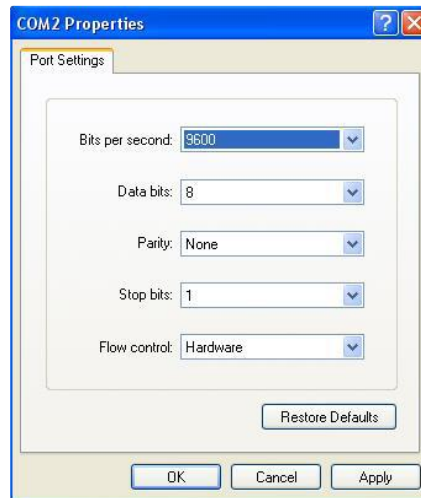 COM2 Properties
Port Settings
Bits per second: 9600
Data bits: 8
Parity: None
Stop bits: 1
Flow control: Hardware
Restore Defaults
OK Cancel Apply